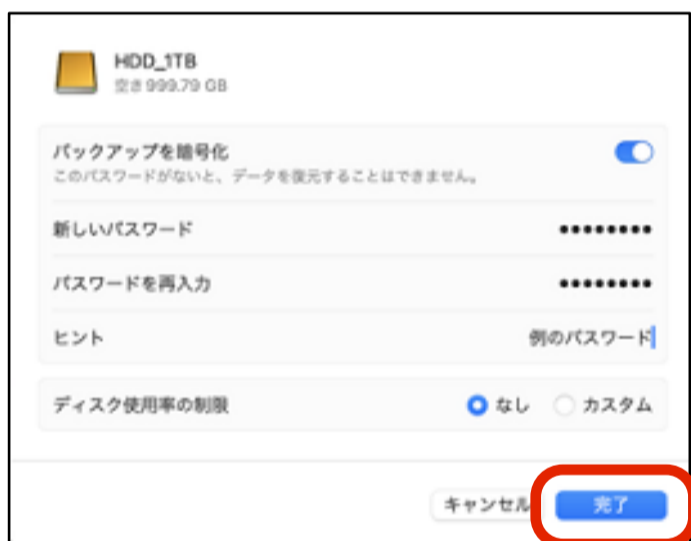 HDD_1TB
空き 999.79 GB
バックアップを暗号化
このパスワードがないと、データを復元することはできません。
新しいパスワード ••••••••
パスワードを再入力 ••••••••
ヒント 例のパスワード
ディスク使用率の制限 なし カスタム
キャンセル 完了